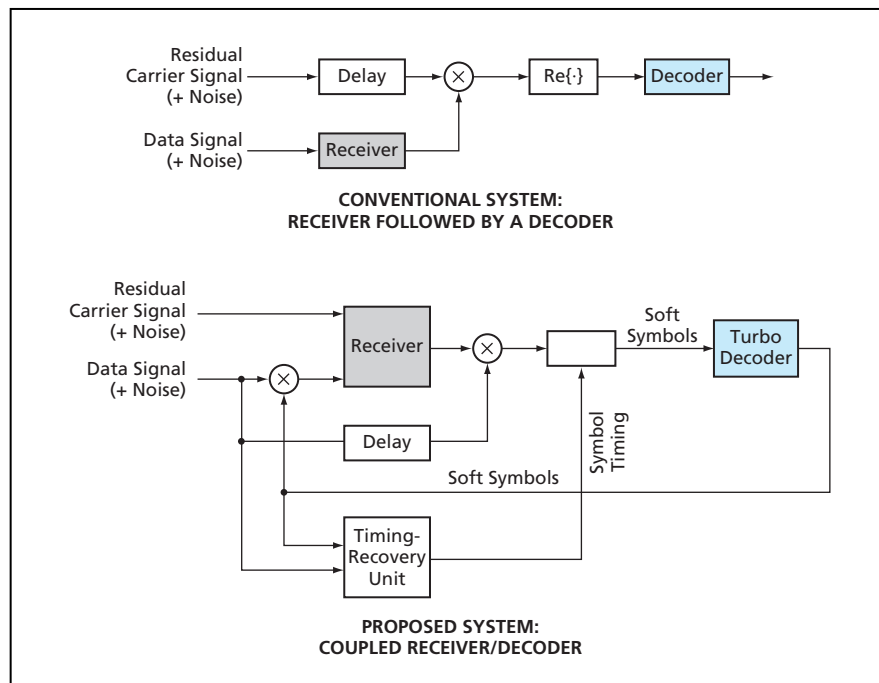 Residual
Carrier Signal
(+ Noise)
Delay
×
Re{·}
Decoder
Data Signal
(+ Noise)
Receiver
CONVENTIONAL SYSTEM:
RECEIVER FOLLOWED BY A DECODER
Residual
Carrier Signal
(+ Noise)
Data Signal
(+ Noise)
×
Receiver
×
Soft
Symbols
Turbo
Decoder
Delay
Symbol
Timing
Soft Symbols
Timing-
Recovery
Unit
PROPOSED SYSTEM:
COUPLED RECEIVER/DECODER